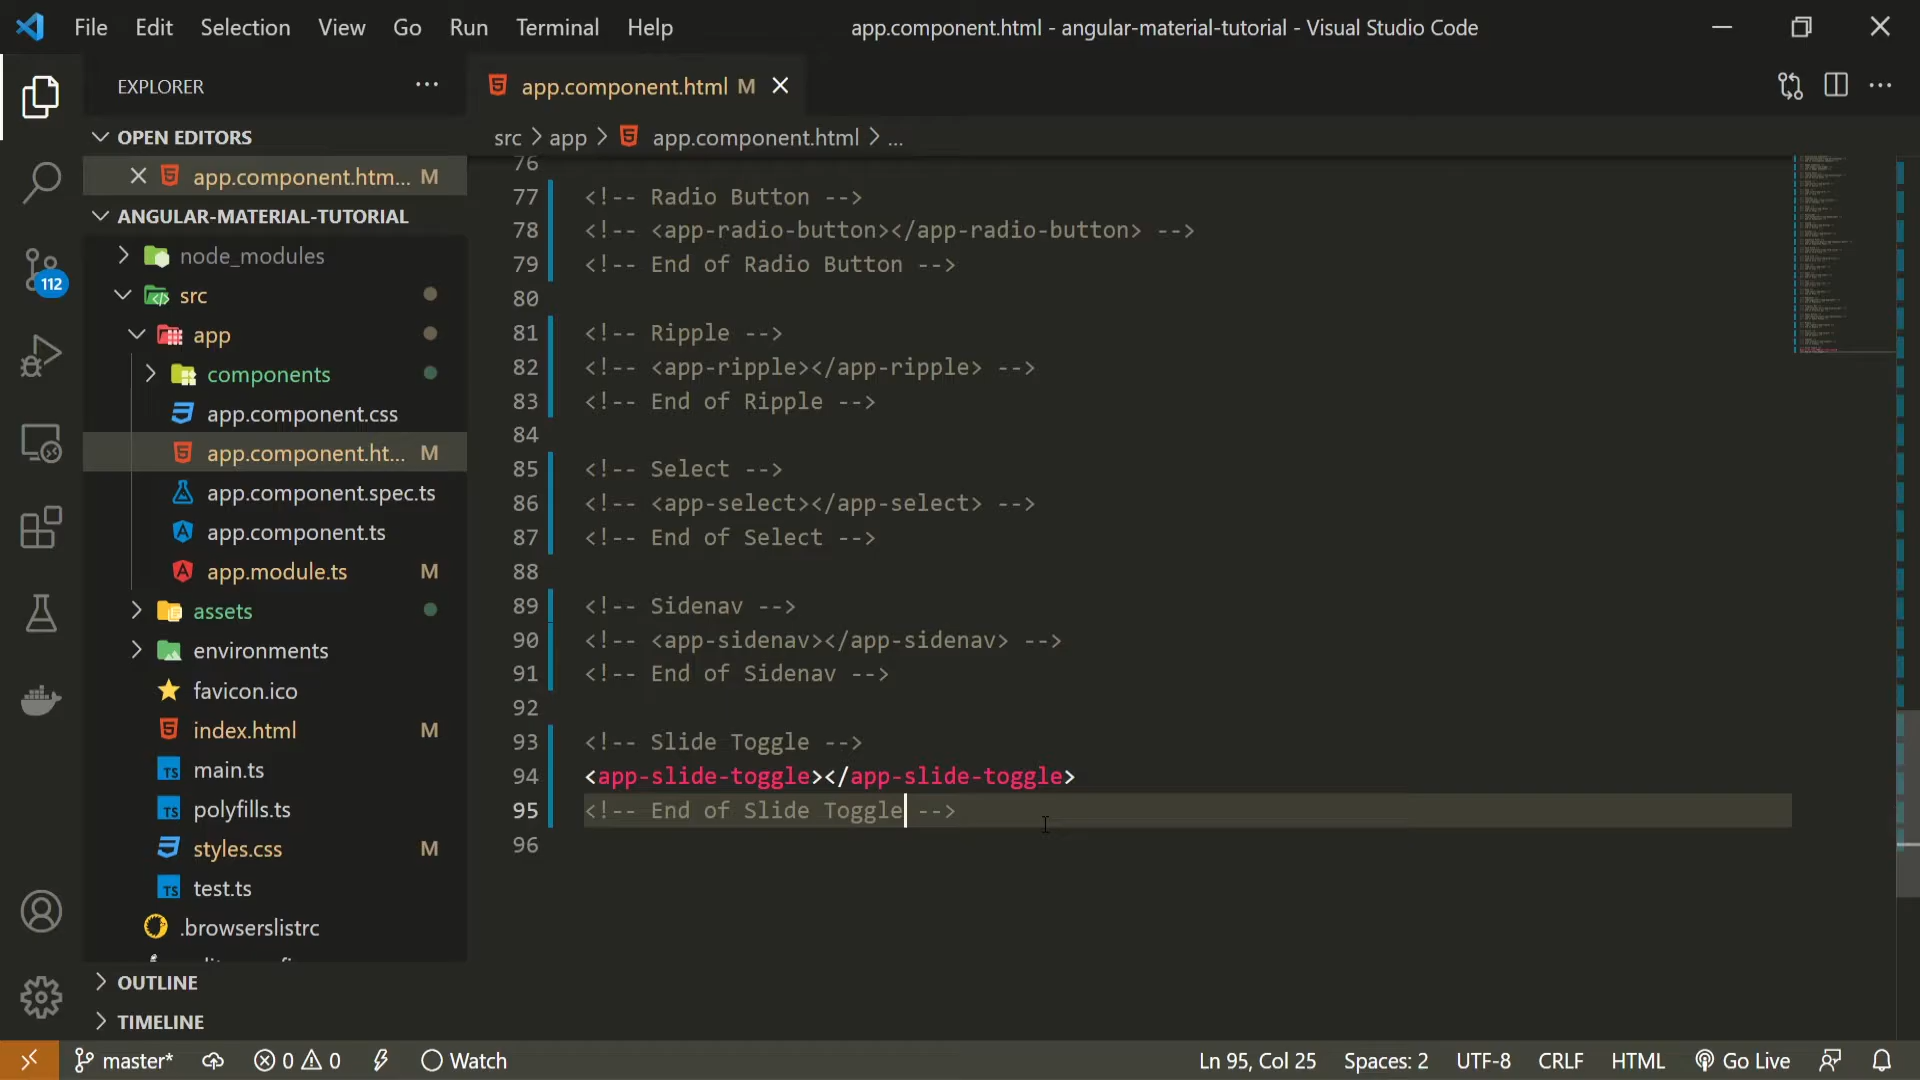 File Edit Selection View Go Run Terminal Help
app.component.html - angular-material-tutorial - Visual Studio Code
EXPLORER
OPEN EDITORS
app.component.htm... M
ANGULAR-MATERIAL-TUTORIAL
node_modules
src
app
components
app.component.css
app.component.ht... M
app.component.spec.ts
app.component.ts
app.module.ts M
assets
environments
favicon.ico
index.html M
main.ts
polyfills.ts
styles.css M
test.ts
.browserslistrc
OUTLINE
TIMELINE
112
app.component.html M
src > app > app.component.html > ...
76
77 <!-- Radio Button -->
78 <!-- <app-radio-button></app-radio-button> -->
79 <!-- End of Radio Button -->
80
81 <!-- Ripple -->
82 <!-- <app-ripple></app-ripple> -->
83 <!-- End of Ripple -->
84
85 <!-- Select -->
86 <!-- <app-select></app-select> -->
87 <!-- End of Select -->
88
89 <!-- Sidenav -->
90 <!-- <app-sidenav></app-sidenav> -->
91 <!-- End of Sidenav -->
92
93 <!-- Slide Toggle -->
94 <app-slide-toggle></app-slide-toggle>
95 <!-- End of Slide Toggle -->
96
master* 0 0 Watch
Ln 95, Col 25 Spaces: 2 UTF-8 CRLF HTML Go Live